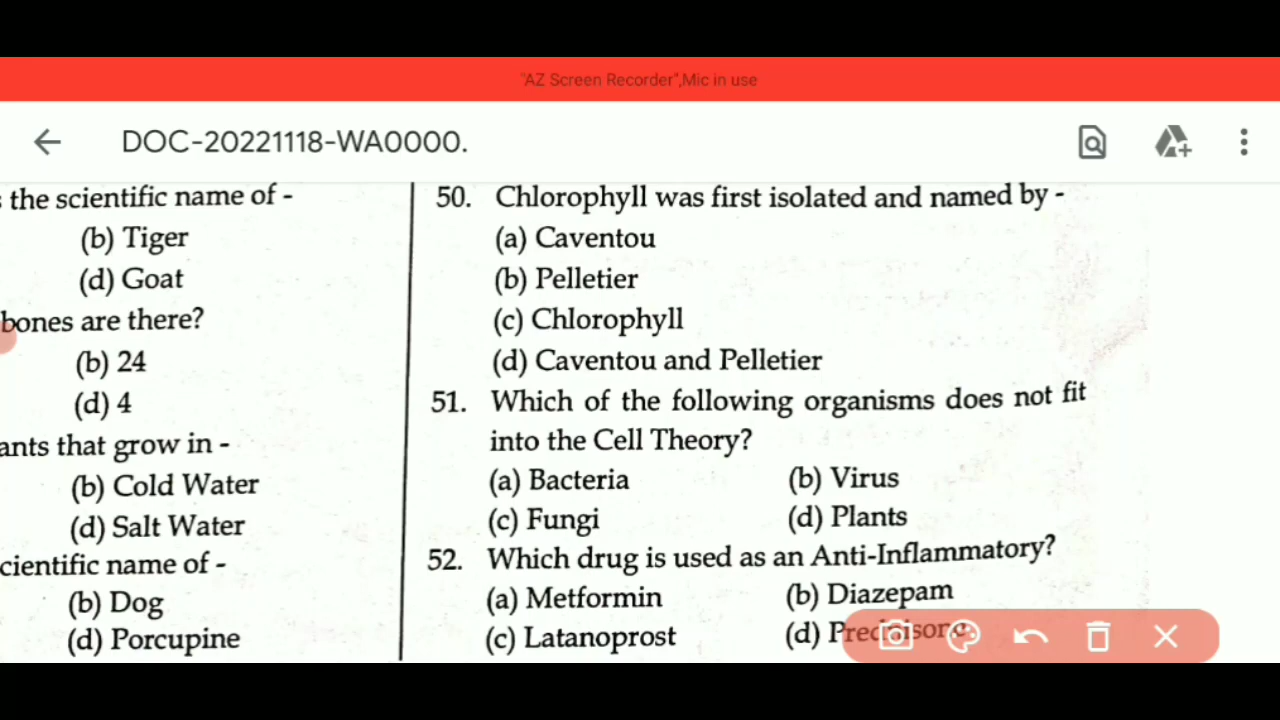 "AZ Screen Recorder",Mic in use
DOC-20221118-WA0000.
the scientific name of -
(b) Tiger
(d) Goat
bones are there?
(b) 24
(d) 4
ants that grow in -
(b) Cold Water
(d) Salt Water
cientific name of -
(b) Dog
(d) Porcupine
50. Chlorophyll was first isolated and named by -
(a) Caventou
(b) Pelletier
(c) Chlorophyll
(d) Caventou and Pelletier
51. Which of the following organisms does not fit
into the Cell Theory?
(a) Bacteria (b) Virus
(c) Fungi (d) Plants
52. Which drug is used as an Anti-Inflammatory?
(a) Metformin (b) Diazepam
(c) Latanoprost (d)